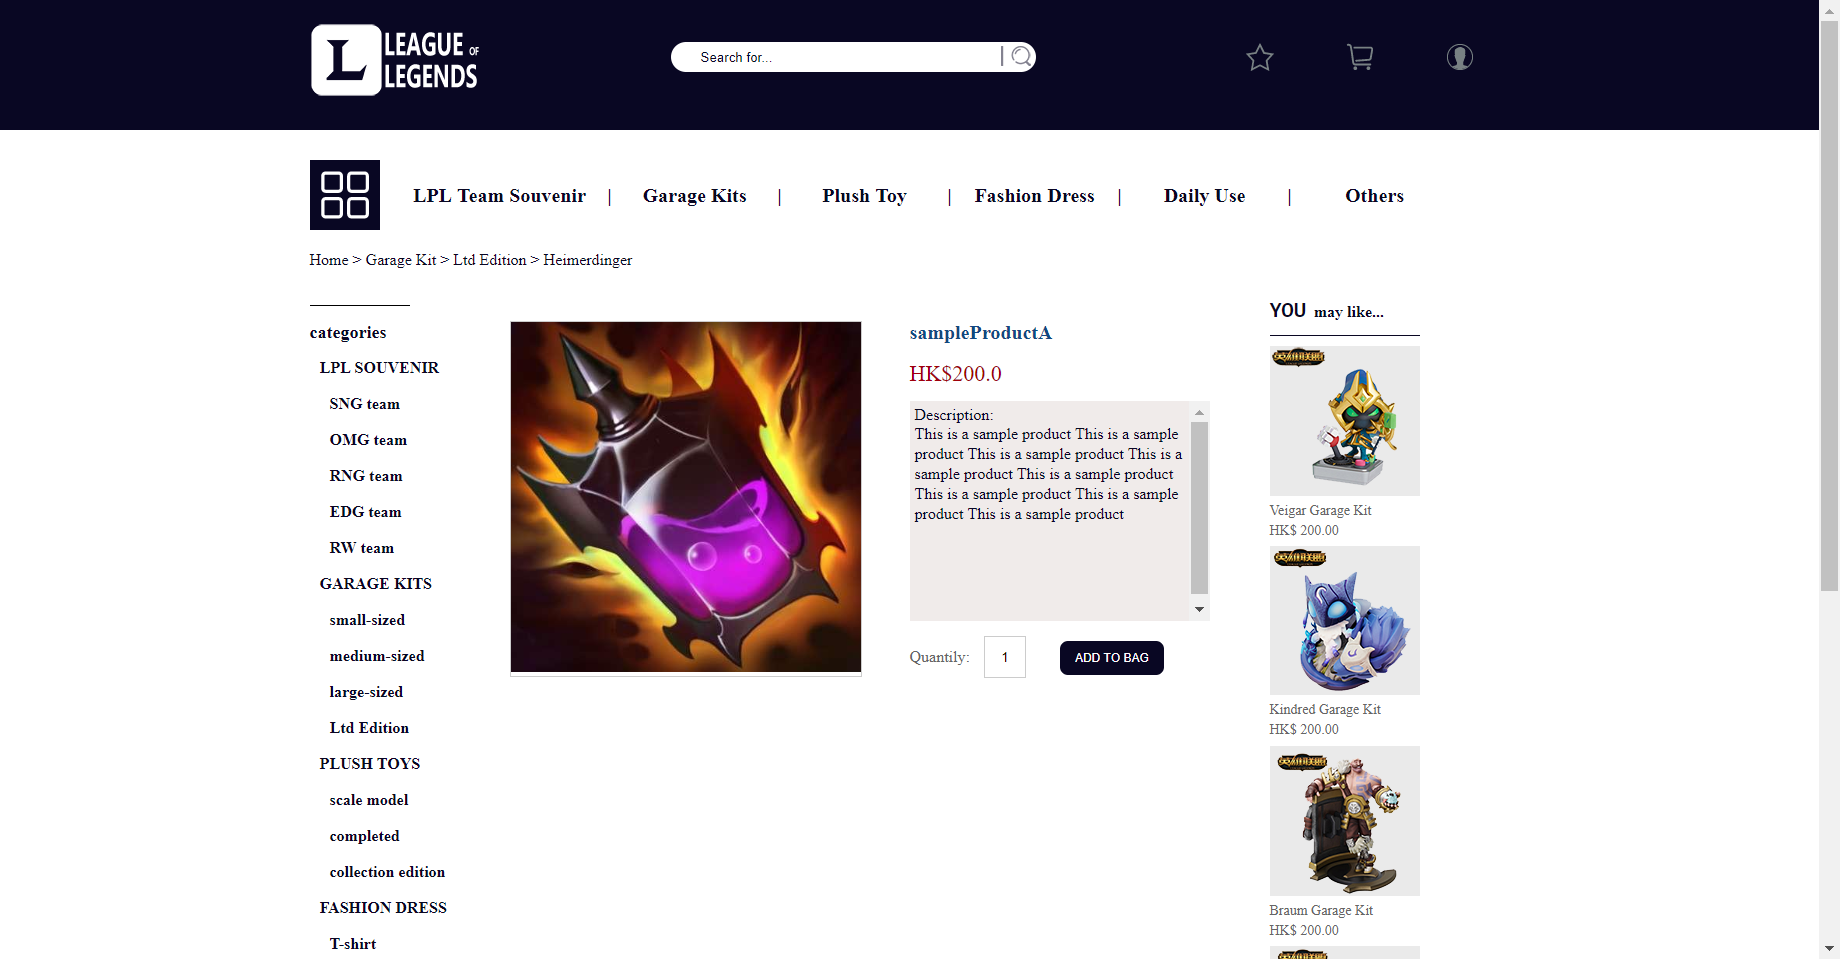 L LEAGUE OF
LEGENDS
Search for...
LPL Team Souvenir | Garage Kits | Plush Toy | Fashion Dress | Daily Use | Others
Home > Garage Kit > Ltd Edition > Heimerdinger
categories
LPL SOUVENIR
SNG team
OMG team
RNG team
EDG team
RW team
GARAGE KITS
small-sized
medium-sized
large-sized
Ltd Edition
PLUSH TOYS
scale model
completed
collection edition
FASHION DRESS
T-shirt
sampleProductA
HK$200.0
Description:
This is a sample product This is a sample
product This is a sample product This is a
sample product This is a sample product
This is a sample product This is a sample
product This is a sample product
Quantily: 1 ADD TO BAG
YOU may like...
Veigar Garage Kit
HK$ 200.00
Kindred Garage Kit
HK$ 200.00
Braum Garage Kit
HK$ 200.00